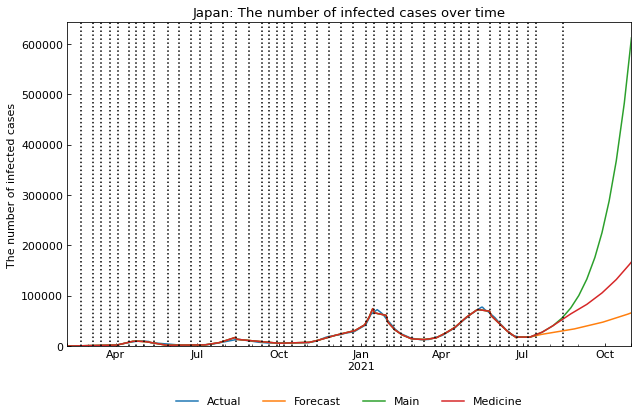 Japan: The number of infected cases over time
The number of infected cases
600000
500000
400000
300000
200000
100000
0
Apr Jul Oct Jan Apr Jul Oct
2021
Actual Forecast Main Medicine